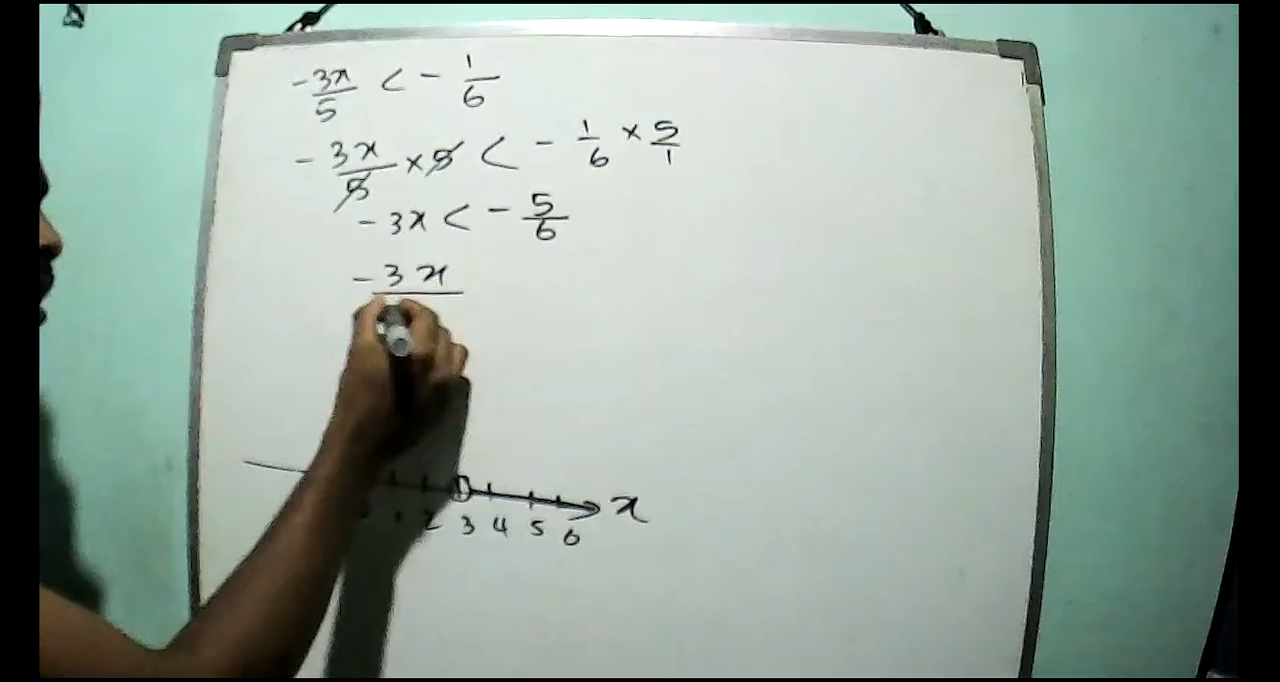 -3x/5 < - 1/6
- 3x/5 × 5 < - 1/6 × 5/1
-3x < - 5/6
-3x
x
1 2 3 4 5 6